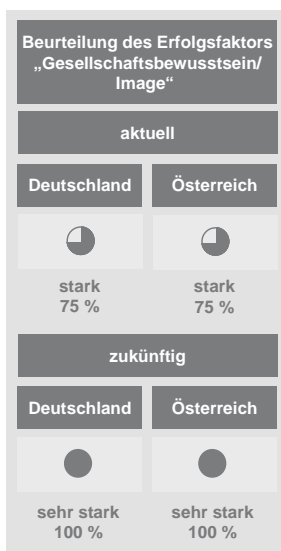 Beurteilung des Erfolgsfaktors
„Gesellschaftsbewusstsein/
Image“
aktuell
Deutschland Österreich
stark stark
75 % 75 %
zukünftig
Deutschland Österreich
sehr stark sehr stark
100 % 100 %